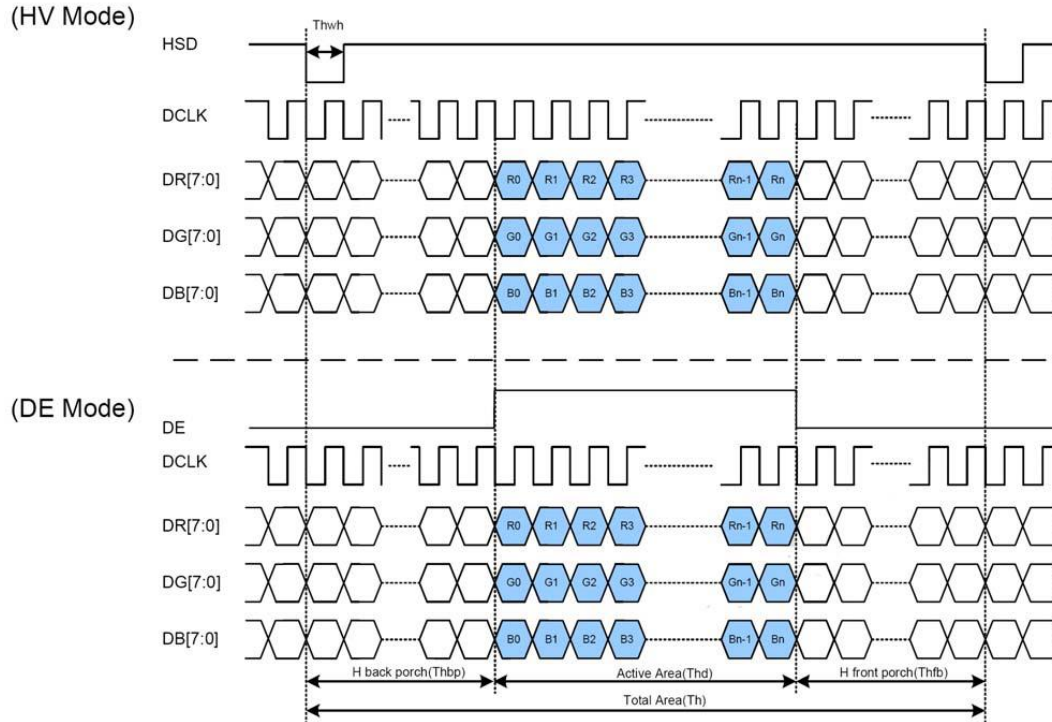 (HV Mode)
Thwh
HSD
DCLK
DR[7:0] R0 R1 R2 R3 Rn-1 Rn
DG[7:0] G0 G1 G2 G3 Gn-1 Gn
DB[7:0] B0 B1 B2 B3 Bn-1 Bn
(DE Mode)
DE
DCLK
DR[7:0] R0 R1 R2 R3 Rn-1 Rn
DG[7:0] G0 G1 G2 G3 Gn-1 Gn
DB[7:0] B0 B1 B2 B3 Bn-1 Bn
H back porch(Thbp) Active Area(Thd) H front porch(Thfb)
Total Area(Th)